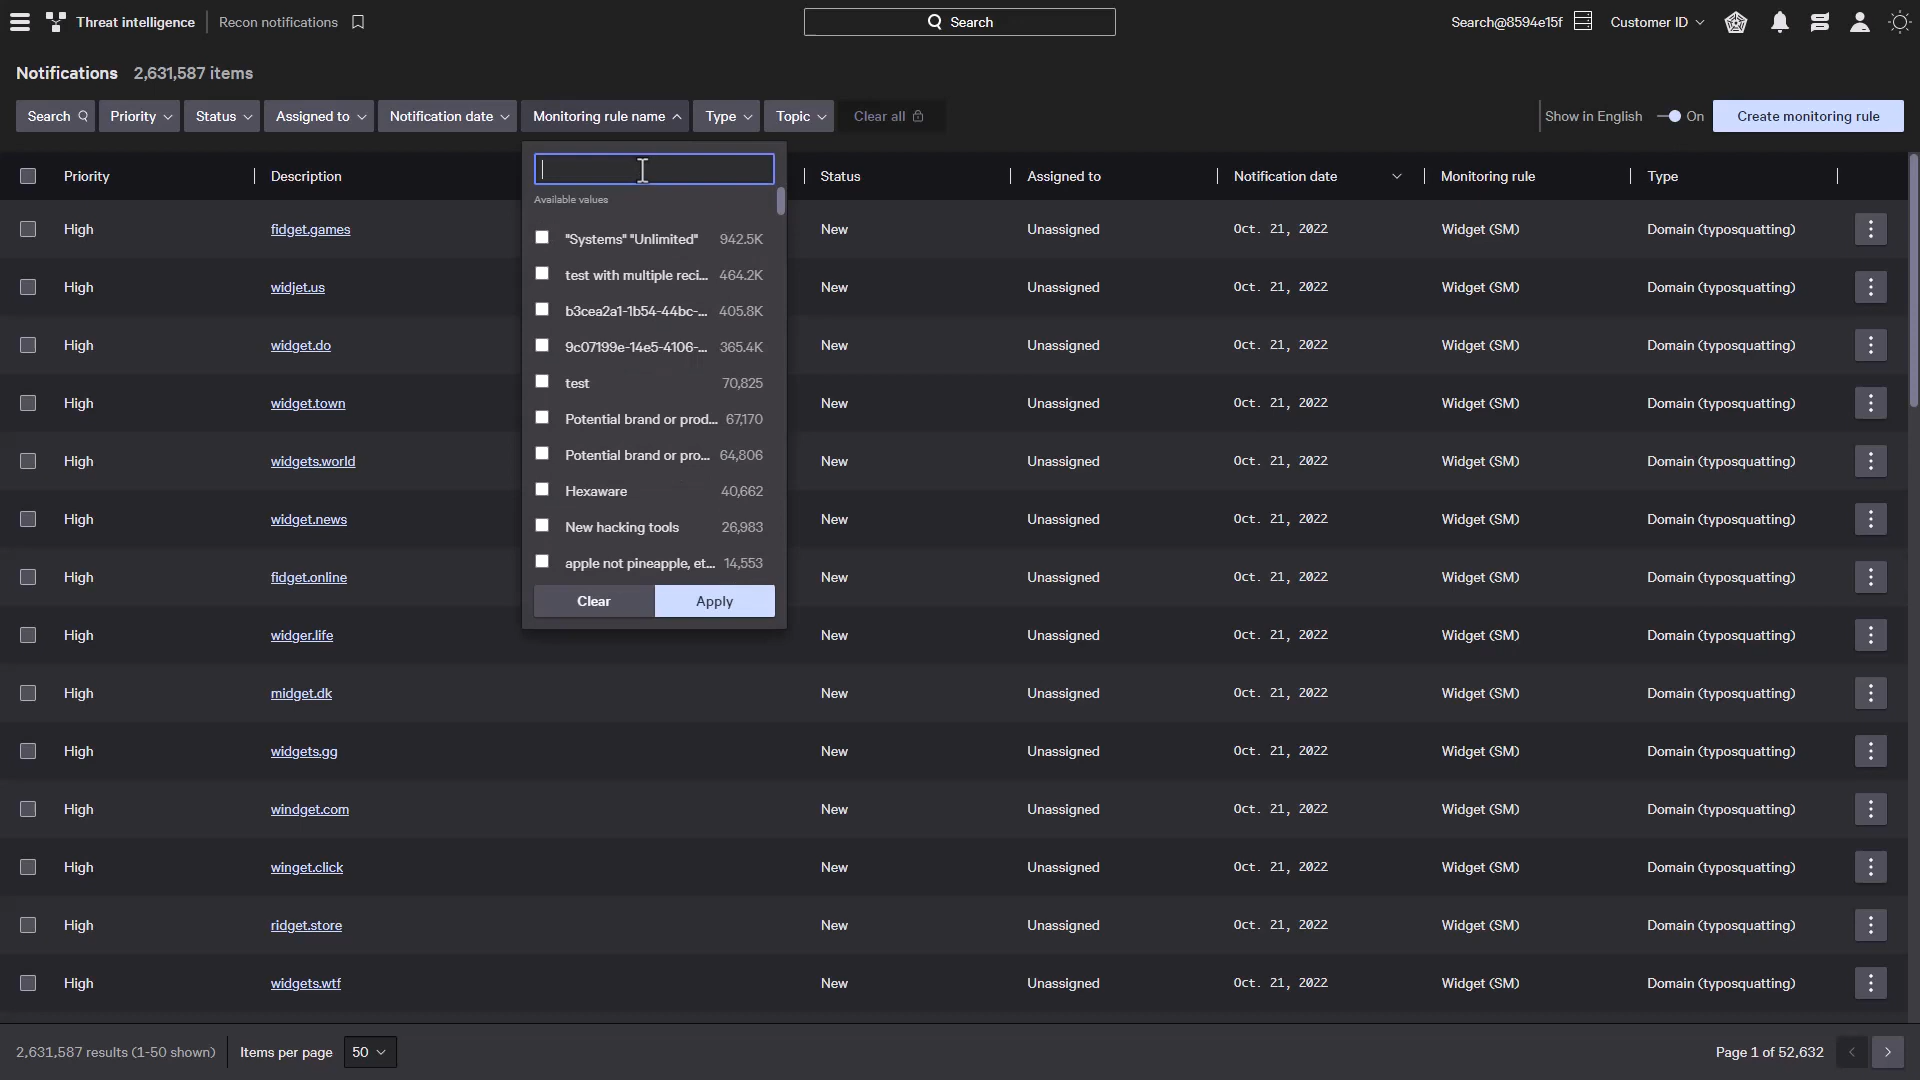 Threat intelligence
Recon notifications
Search
Search@8594e15f
Customer ID
Notifications 2,631,587 items
Search
Priority
Status
Assigned to
Notification date
Monitoring rule name
Type
Topic
Clear all
Show in English
On
Create monitoring rule
Priority Description Status Assigned to Notification date Monitoring rule Type
Available values
"Systems" "Unlimited" 942.5K
test with multiple reci... 464.2K
b3cea2a1-1b54-44bc-... 405.8K
9c07199e-14e5-4106-... 365.4K
test 70,825
Potential brand or prod... 67,170
Potential brand or pro... 64,806
Hexaware 40,662
New hacking tools 26,983
apple not pineapple, et... 14,553
Clear
Apply
High fidget.games New Unassigned Oct. 21, 2022 Widget (SM) Domain (typosquatting)
High widjet.us New Unassigned Oct. 21, 2022 Widget (SM) Domain (typosquatting)
High widget.do New Unassigned Oct. 21, 2022 Widget (SM) Domain (typosquatting)
High widget.town New Unassigned Oct. 21, 2022 Widget (SM) Domain (typosquatting)
High widgets.world New Unassigned Oct. 21, 2022 Widget (SM) Domain (typosquatting)
High widget.news New Unassigned Oct. 21, 2022 Widget (SM) Domain (typosquatting)
High fidget.online New Unassigned Oct. 21, 2022 Widget (SM) Domain (typosquatting)
High widger.life New Unassigned Oct. 21, 2022 Widget (SM) Domain (typosquatting)
High midget.dk New Unassigned Oct. 21, 2022 Widget (SM) Domain (typosquatting)
High widgets.gg New Unassigned Oct. 21, 2022 Widget (SM) Domain (typosquatting)
High windget.com New Unassigned Oct. 21, 2022 Widget (SM) Domain (typosquatting)
High winget.click New Unassigned Oct. 21, 2022 Widget (SM) Domain (typosquatting)
High ridget.store New Unassigned Oct. 21, 2022 Widget (SM) Domain (typosquatting)
High widgets.wtf New Unassigned Oct. 21, 2022 Widget (SM) Domain (typosquatting)
2,631,587 results (1-50 shown)
Items per page
50
Page 1 of 52,632